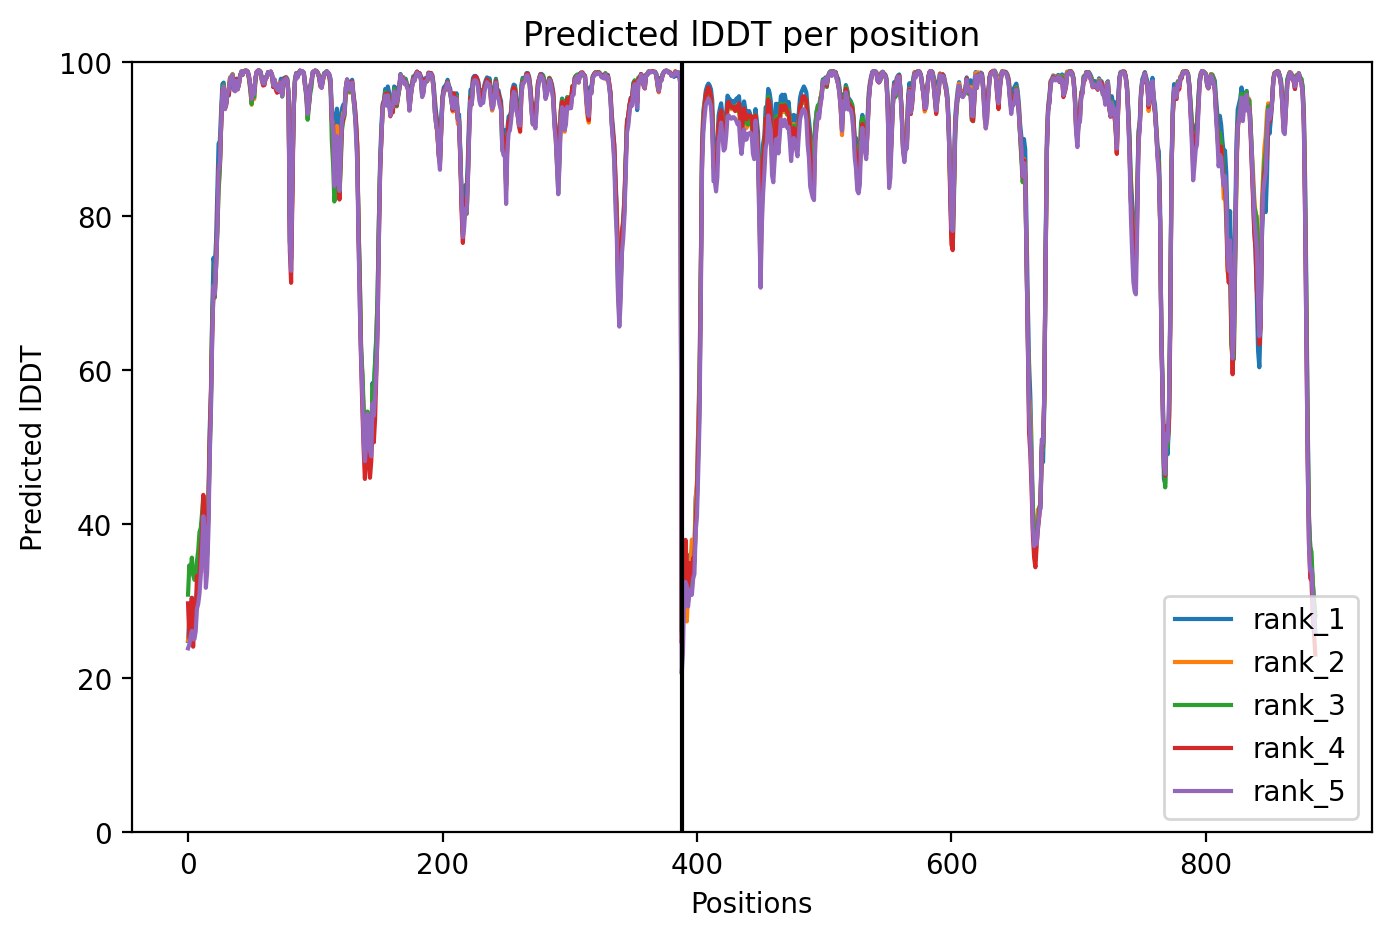 Predicted lDDT per position
Predicted lDDT
100
80
60
40
20
0
0 200 400 600 800
Positions
rank_1
rank_2
rank_3
rank_4
rank_5